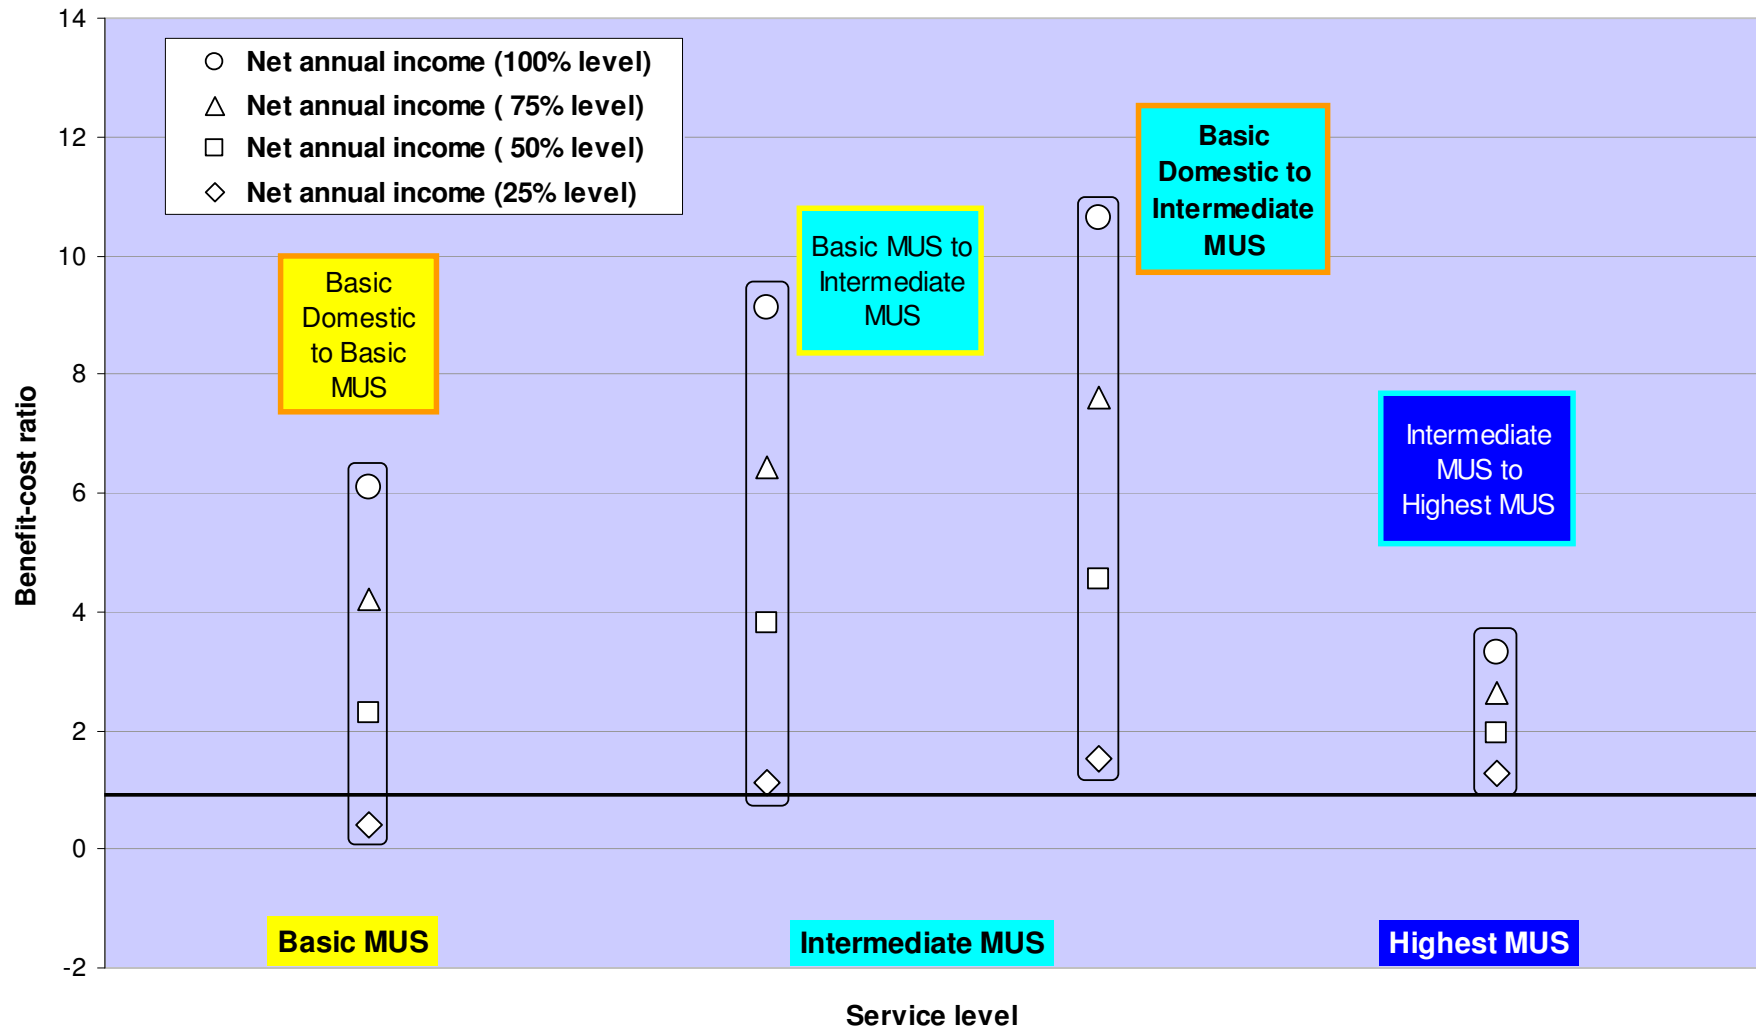 14
12
10
8
6
4
2
0
-2
Benefit-cost ratio
Net annual income (100% level)
Net annual income ( 75% level)
Net annual income ( 50% level)
Net annual income (25% level)
Basic
Domestic
to Basic
MUS
Basic MUS to
Intermediate
MUS
Basic
Domestic to
Intermediate
MUS
Intermediate
MUS to
Highest MUS
Basic MUS
Intermediate MUS
Highest MUS
Service level